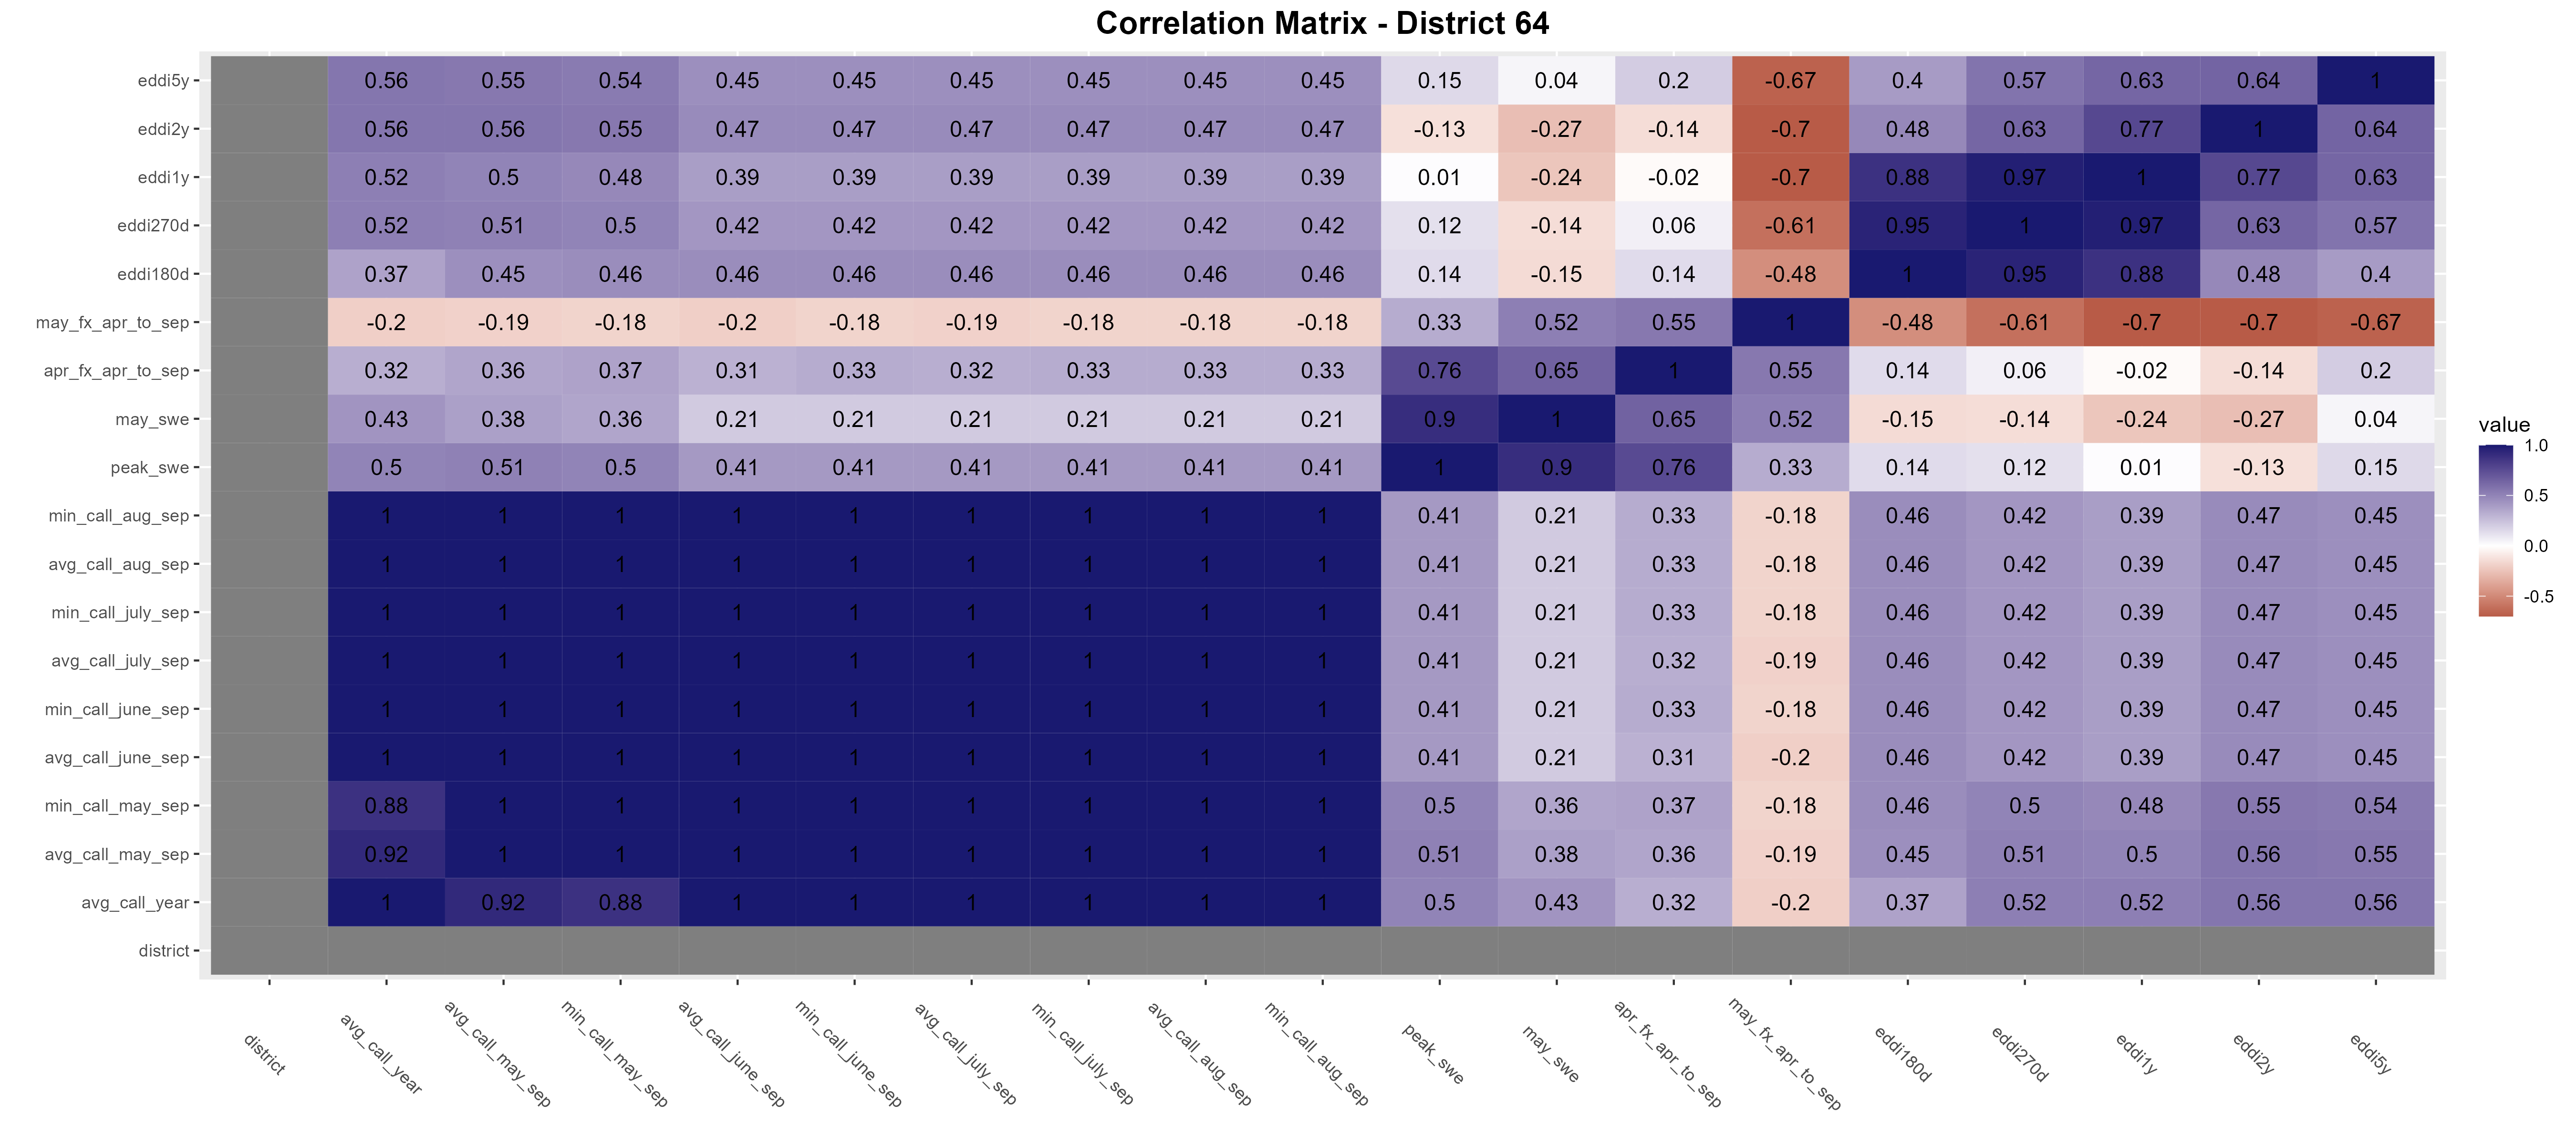 Correlation Matrix - District 64
eddi5y 0.56 0.55 0.54 0.45 0.45 0.45 0.45 0.45 0.45 0.15 0.04 0.2 -0.67 0.4 0.57 0.63 0.64 1
eddi2y 0.56 0.56 0.55 0.47 0.47 0.47 0.47 0.47 0.47 -0.13 -0.27 -0.14 -0.7 0.48 0.63 0.77 1 0.64
eddi1y 0.52 0.5 0.48 0.39 0.39 0.39 0.39 0.39 0.39 0.01 -0.24 -0.02 -0.7 0.88 0.97 1 0.77 0.63
eddi270d 0.52 0.51 0.5 0.42 0.42 0.42 0.42 0.42 0.42 0.12 -0.14 0.06 -0.61 0.95 1 0.97 0.63 0.57
eddi180d 0.37 0.45 0.46 0.46 0.46 0.46 0.46 0.46 0.46 0.14 -0.15 0.14 -0.48 1 0.95 0.88 0.48 0.4
may_fx_apr_to_sep -0.2 -0.19 -0.18 -0.2 -0.18 -0.19 -0.18 -0.18 -0.18 0.33 0.52 0.55 1 -0.48 -0.61 -0.7 -0.7 -0.67
apr_fx_apr_to_sep 0.32 0.36 0.37 0.31 0.33 0.32 0.33 0.33 0.33 0.76 0.65 1 0.55 0.14 0.06 -0.02 -0.14 0.2
may_swe 0.43 0.38 0.36 0.21 0.21 0.21 0.21 0.21 0.21 0.9 1 0.65 0.52 -0.15 -0.14 -0.24 -0.27 0.04
peak_swe 0.5 0.51 0.5 0.41 0.41 0.41 0.41 0.41 0.41 1 0.9 0.76 0.33 0.14 0.12 0.01 -0.13 0.15
min_call_aug_sep 1 1 1 1 1 1 1 1 1 0.41 0.21 0.33 -0.18 0.46 0.42 0.39 0.47 0.45
avg_call_aug_sep 1 1 1 1 1 1 1 1 1 0.41 0.21 0.33 -0.18 0.46 0.42 0.39 0.47 0.45
min_call_july_sep 1 1 1 1 1 1 1 1 1 0.41 0.21 0.33 -0.18 0.46 0.42 0.39 0.47 0.45
avg_call_july_sep 1 1 1 1 1 1 1 1 1 0.41 0.21 0.32 -0.19 0.46 0.42 0.39 0.47 0.45
min_call_june_sep 1 1 1 1 1 1 1 1 1 0.41 0.21 0.33 -0.18 0.46 0.42 0.39 0.47 0.45
avg_call_june_sep 1 1 1 1 1 1 1 1 1 0.41 0.21 0.31 -0.2 0.46 0.42 0.39 0.47 0.45
min_call_may_sep 0.88 1 1 1 1 1 1 1 1 0.5 0.36 0.37 -0.18 0.46 0.5 0.48 0.55 0.54
avg_call_may_sep 0.92 1 1 1 1 1 1 1 1 0.51 0.38 0.36 -0.19 0.45 0.51 0.5 0.56 0.55
avg_call_year 1 0.92 0.88 1 1 1 1 1 1 0.5 0.43 0.32 -0.2 0.37 0.52 0.52 0.56 0.56
district
district avg_call_year avg_call_may_sep min_call_may_sep avg_call_june_sep min_call_june_sep avg_call_july_sep min_call_july_sep avg_call_aug_sep min_call_aug_sep peak_swe may_swe apr_fx_apr_to_sep may_fx_apr_to_sep eddi180d eddi270d eddi1y eddi2y eddi5y
value
1.0
0.5
0.0
-0.5